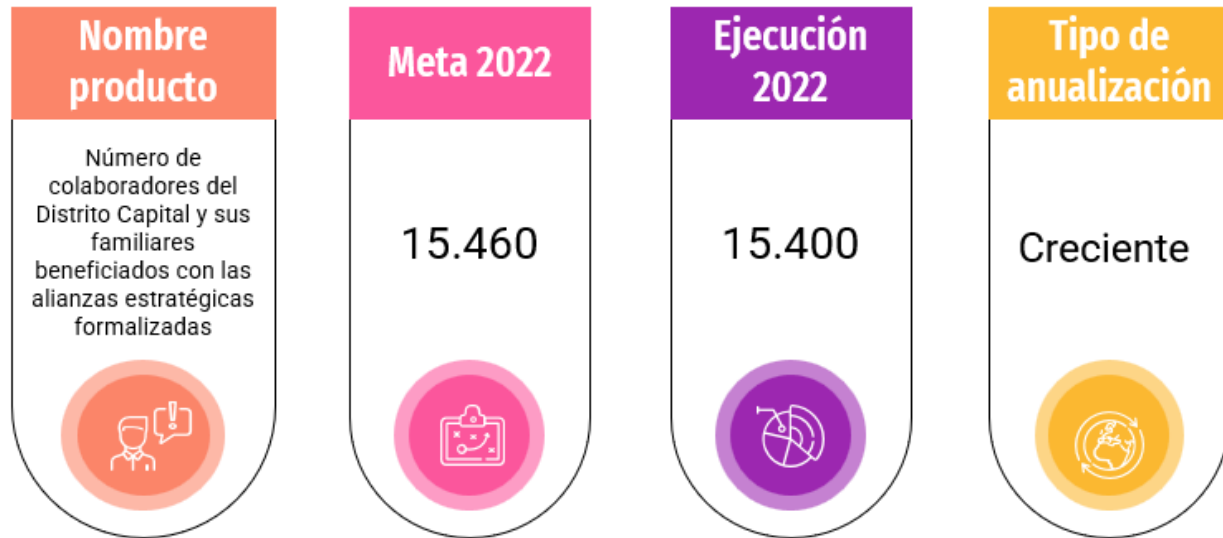 Nombre
producto
Número de
colaboradores del
Distrito Capital y sus
familiares
beneficiados con las
alianzas estratégicas
formalizadas
Meta 2022
15.460
Ejecución
2022
15.400
Tipo de
anualización
Creciente